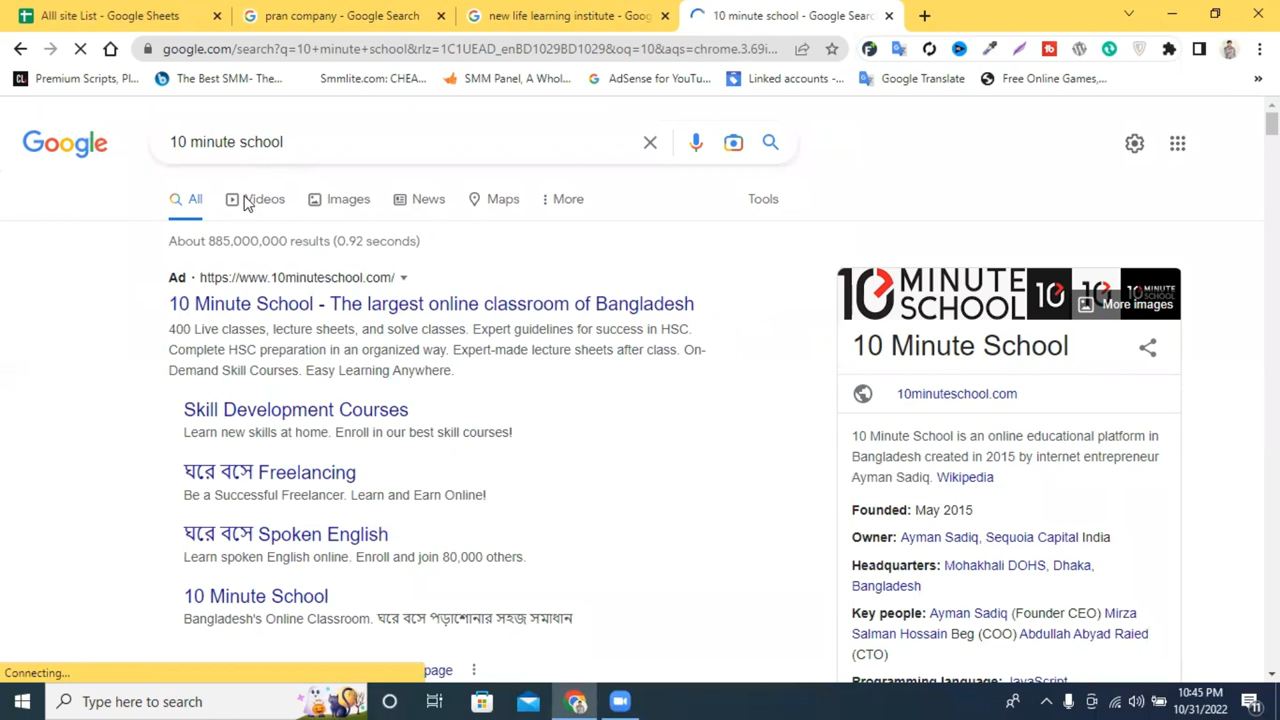 Alll site List - Google Sheets
pran company - Google Search
new life learning institute - Goog
10 minute school - Google Searc
google.com/search?q=10+minute+school&rlz=1C1UEAD_enBD1029BD1029&oq=10&aqs=chrome.3.69i...
Premium Scripts, Pl...
The Best SMM- The...
Smmlite.com: CHEA...
SMM Panel, A Whol...
AdSense for YouTu...
Linked accounts -...
Google Translate
Free Online Games,...
Google
10 minute school
All
Videos
Images
News
Maps
More
Tools
About 885,000,000 results (0.92 seconds)
Ad · https://www.10minuteschool.com/
10 Minute School - The largest online classroom of Bangladesh
400 Live classes, lecture sheets, and solve classes. Expert guidelines for success in HSC.
Complete HSC preparation in an organized way. Expert-made lecture sheets after class. On-
Demand Skill Courses. Easy Learning Anywhere.
Skill Development Courses
Learn new skills at home. Enroll in our best skill courses!
ঘরে বসে Freelancing
Be a Successful Freelancer. Learn and Earn Online!
ঘরে বসে Spoken English
Learn spoken English online. Enroll and join 80,000 others.
10 Minute School
Bangladesh's Online Classroom. ঘরে বসে পড়াশোনার সহজ সমাধান
page
10 MINUTE SCHOOL
10
10
MINUTE SCHOOL
More images
10 Minute School
10minuteschool.com
10 Minute School is an online educational platform in
Bangladesh created in 2015 by internet entrepreneur
Ayman Sadiq. Wikipedia
Founded: May 2015
Owner: Ayman Sadiq, Sequoia Capital India
Headquarters: Mohakhali DOHS, Dhaka,
Bangladesh
Key people: Ayman Sadiq (Founder CEO) Mirza
Salman Hossain Beg (COO) Abdullah Abyad Raied
(CTO)
Programming language: JavaScript
Connecting...
Type here to search
10:45 PM
10/31/2022
11